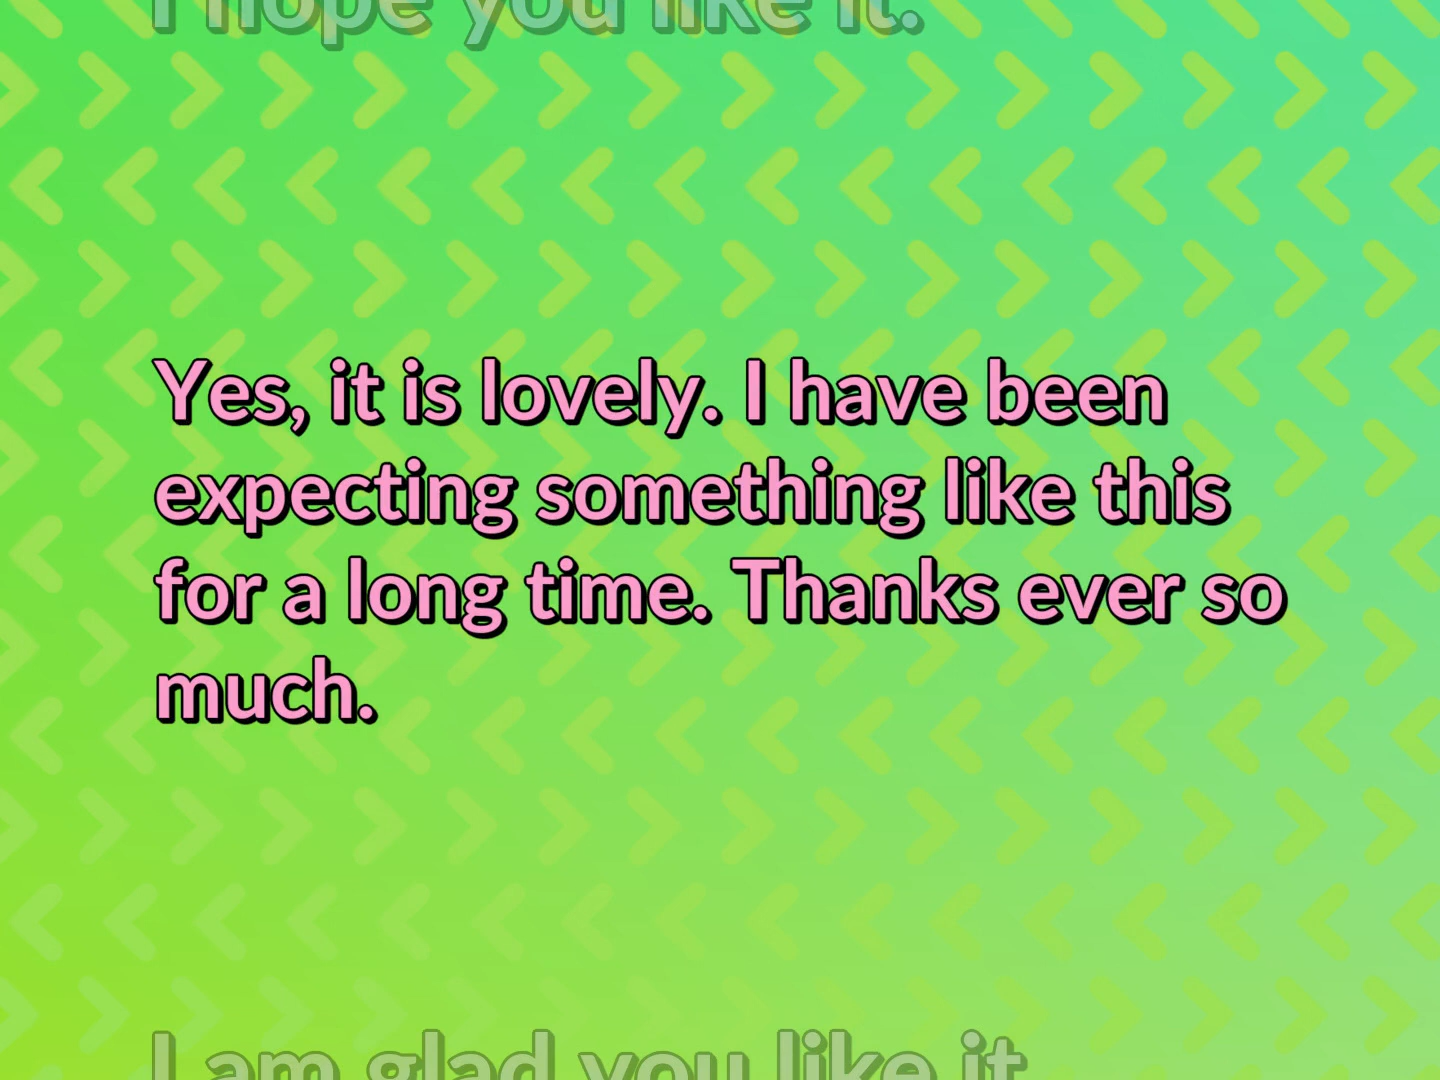 I hope you like it.
Yes, it is lovely. I have been
expecting something like this
for a long time. Thanks ever so
much.
I am glad you like it